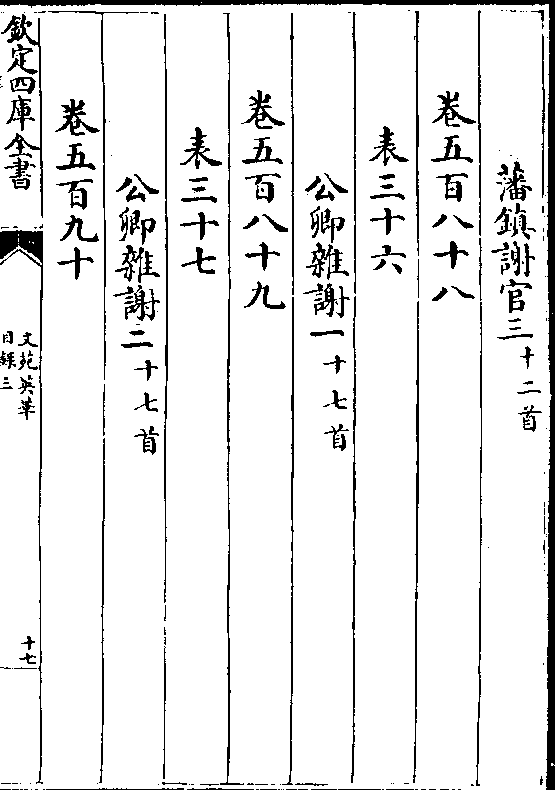 藩鎮謝官三十二首
卷五百八十八
表三十六
公卿雜謝一十七首
卷五百八十九
表三十七
公卿雜謝二十七首
卷五百九十
欽定四庫全書
文苑英華
目錄三
十七